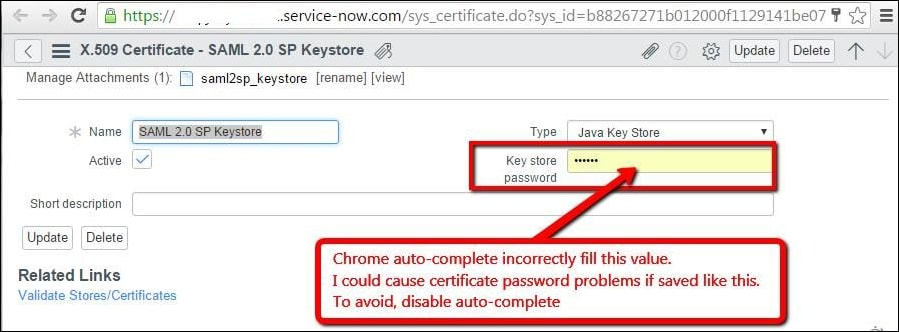 https:// .service-now.com/sys_certificate.do?sys_id=b88267271b012000f1129141be07
X.509 Certificate - SAML 2.0 SP Keystore
Update
Delete
Manage Attachments (1): saml2sp_keystore [rename] [view]
Name
SAML 2.0 SP Keystore
Type
Java Key Store
Active
Key store
password
••••••
Short description
Update
Delete
Chrome auto-complete incorrectly fill this value.
I could cause certificate password problems if saved like this.
To avoid, disable auto-complete
Related Links
Validate Stores/Certificates